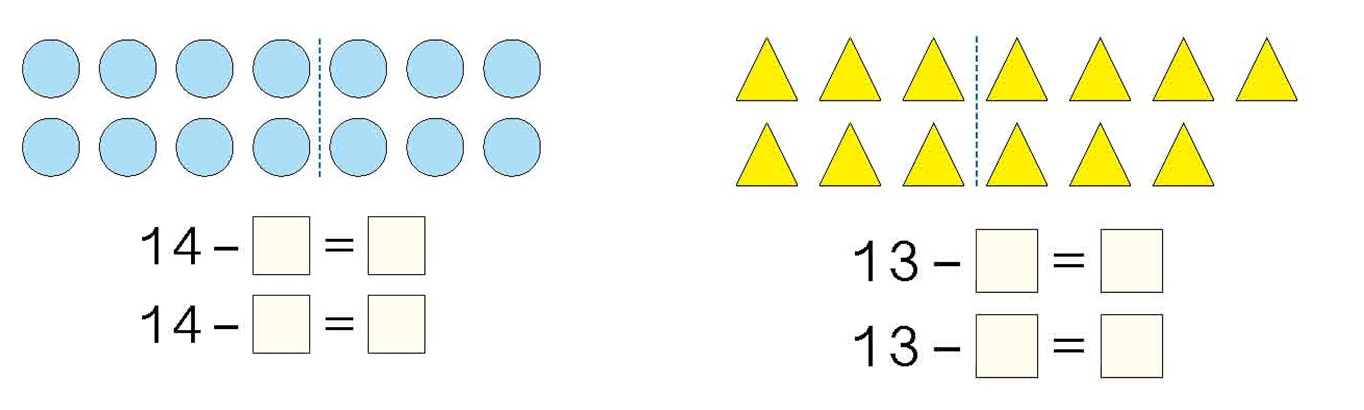 14 – □ = □
14 – □ = □
13 – □ = □
13 – □ = □